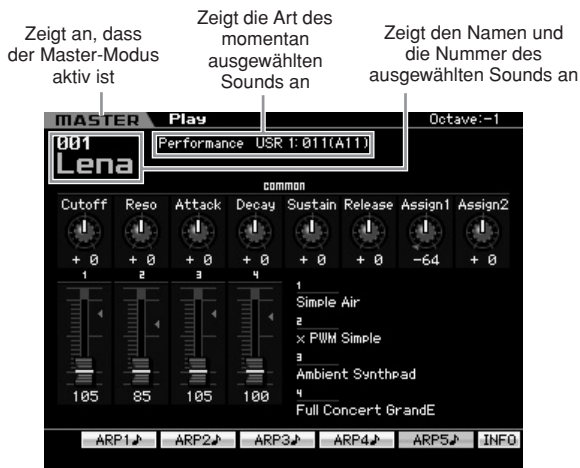 Zeigt an, dass
der Master-Modus
aktiv ist
Zeigt die Art des
momentan
ausgewählten
Sounds an
Zeigt den Namen und
die Nummer des
ausgewählten Sounds an
MASTER Play Octave:-1
001
Lena
Performance USR 1:011(A11)
common
Cutoff Reso Attack Decay Sustain Release Assign1 Assign2
+ 0 + 0 + 0 + 0 + 0 + 0 -64 + 0
1 2 3 4
105 85 105 100
1
Simple Air
2
x PWM Simple
3
Ambient Synthpad
4
Full Concert GrandE
ARP1♪ ARP2♪ ARP3♪ ARP4♪ ARP5♪ INFO